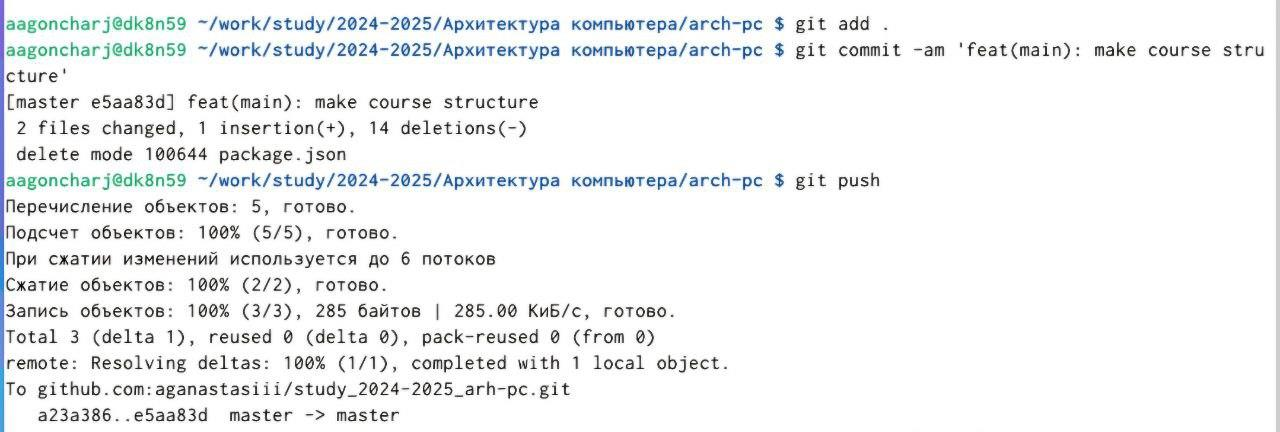 aagoncharj@dk8n59 ~/work/study/2024-2025/Архитектура компьютера/arch-pc $ git add .
aagoncharj@dk8n59 ~/work/study/2024-2025/Архитектура компьютера/arch-pc $ git commit -am 'feat(main): make course stru
cture'
[master e5aa83d] feat(main): make course structure
 2 files changed, 1 insertion(+), 14 deletions(-)
 delete mode 100644 package.json
aagoncharj@dk8n59 ~/work/study/2024-2025/Архитектура компьютера/arch-pc $ git push
Перечисление объектов: 5, готово.
Подсчет объектов: 100% (5/5), готово.
При сжатии изменений используется до 6 потоков
Сжатие объектов: 100% (2/2), готово.
Запись объектов: 100% (3/3), 285 байтов | 285.00 КиБ/с, готово.
Total 3 (delta 1), reused 0 (delta 0), pack-reused 0 (from 0)
remote: Resolving deltas: 100% (1/1), completed with 1 local object.
To github.com:aganastasiii/study_2024-2025_arh-pc.git
   a23a386..e5aa83d  master -> master